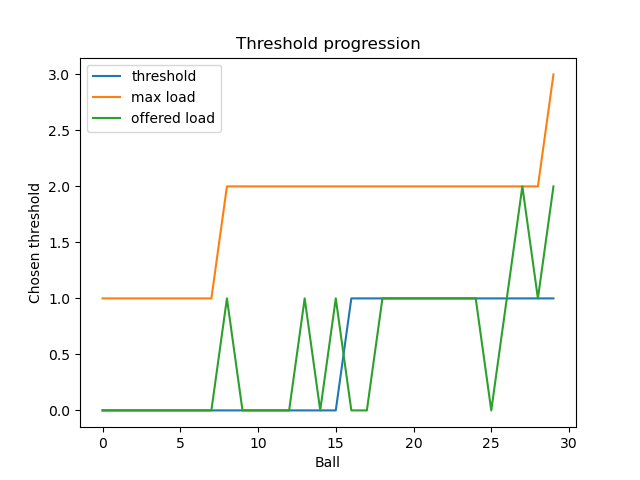 Threshold progression
threshold
max load
offered load
Chosen threshold
3.0
2.5
2.0
1.5
1.0
0.5
0.0
0 5 10 15 20 25 30
Ball